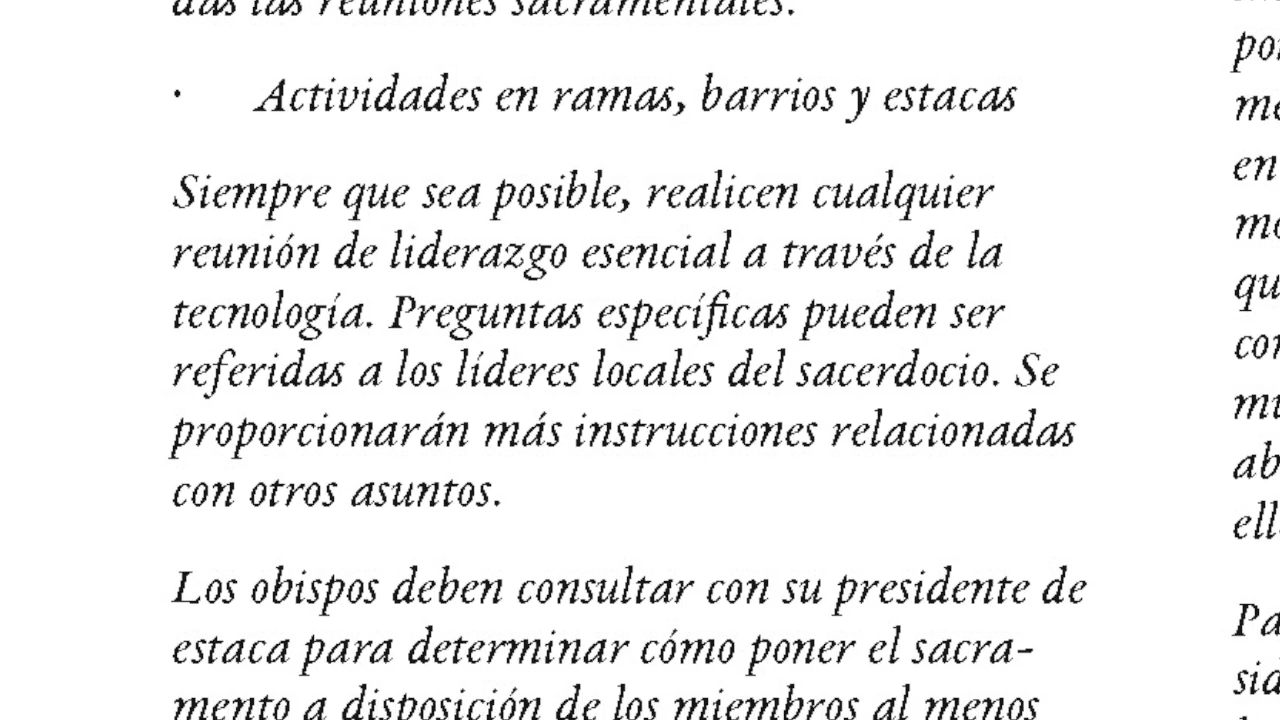 das las reuniones sacramentales.
· Actividades en ramas, barrios y estacas
Siempre que sea posible, realicen cualquier
reunión de liderazgo esencial a través de la
tecnología. Preguntas específicas pueden ser
referidas a los líderes locales del sacerdocio. Se
proporcionarán más instrucciones relacionadas
con otros asuntos.
Los obispos deben consultar con su presidente de
estaca para determinar cómo poner el sacra-
mento a disposición de los miembros al menos
en